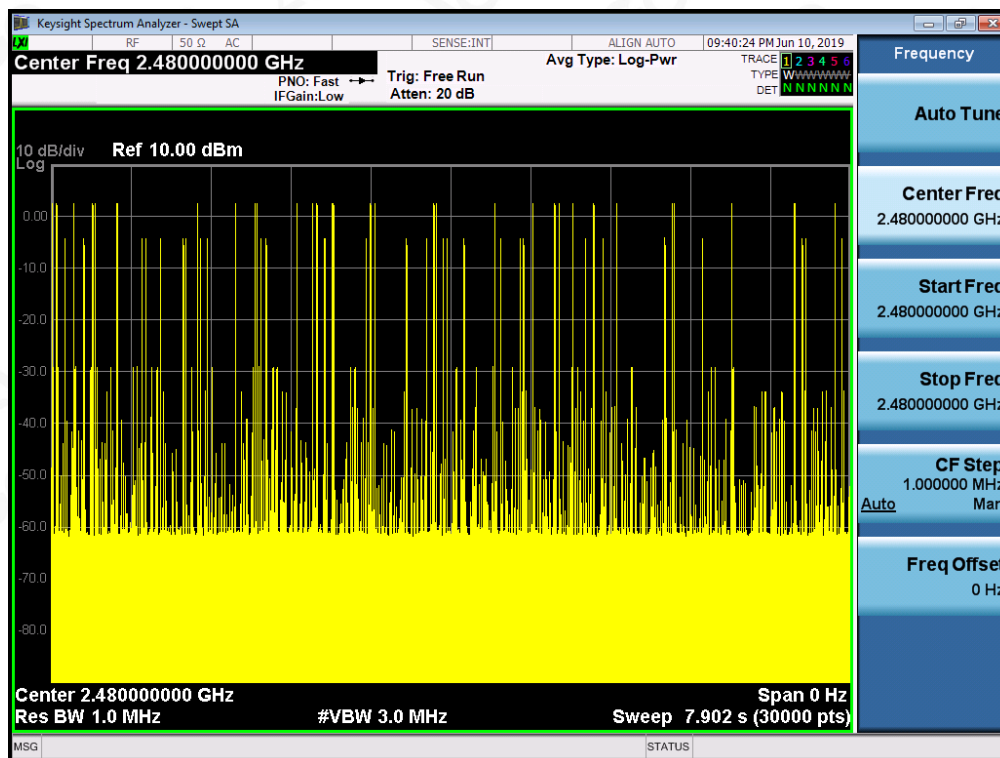 Keysight Spectrum Analyzer - Swept SA
LXI RF 50 Ω AC SENSE:INT ALIGN AUTO 09:40:24 PM Jun 10, 2019
Center Freq 2.480000000 GHz
PNO: Fast
IFGain:Low
Trig: Free Run
Atten: 20 dB
Avg Type: Log-Pwr
TRACE 1 2 3 4 5 6
TYPE WWWWWW
DET N N N N N N
10 dB/div
Log
Ref 10.00 dBm
0.00
-10.0
-20.0
-30.0
-40.0
-50.0
-60.0
-70.0
-80.0
Center 2.480000000 GHz
Span 0 Hz
Res BW 1.0 MHz
#VBW 3.0 MHz
Sweep 7.902 s (30000 pts)
MSG
STATUS
Frequency
Auto Tune
Center Freq
2.480000000 GHz
Start Freq
2.480000000 GHz
Stop Freq
2.480000000 GHz
CF Step
1.000000 MHz
Auto Man
Freq Offset
0 Hz